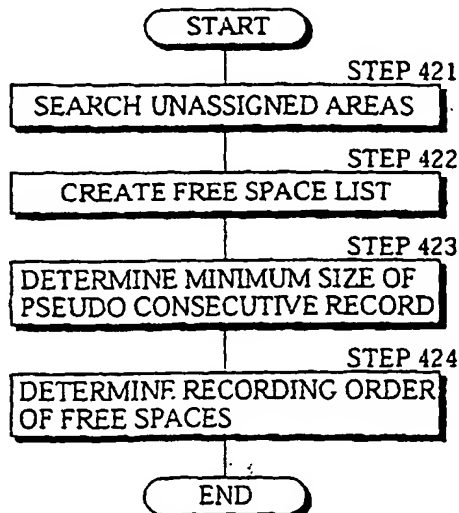 START
STEP 421
SEARCH UNASSIGNED AREAS
STEP 422
CREATE FREE SPACE LIST
STEP 423
DETERMINE MINIMUM SIZE OF
PSEUDO CONSECUTIVE RECORD
STEP 424
DETERMINE RECORDING ORDER
OF FREE SPACES
END